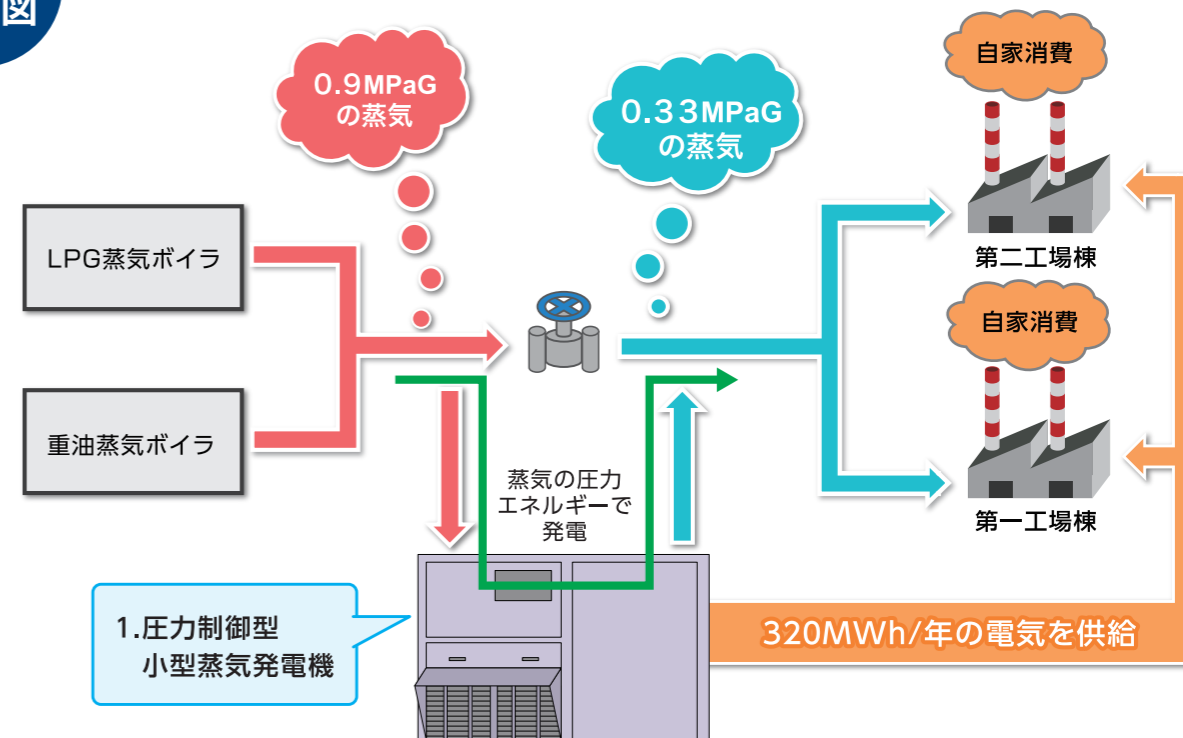 図
0.9MPaG
の蒸気
0.33MPaG
の蒸気
自家消費
第二工場棟
自家消費
第一工場棟
LPG蒸気ボイラ
重油蒸気ボイラ
蒸気の圧力
エネルギーで
発電
1.圧力制御型
小型蒸気発電機
320MWh/年の電気を供給